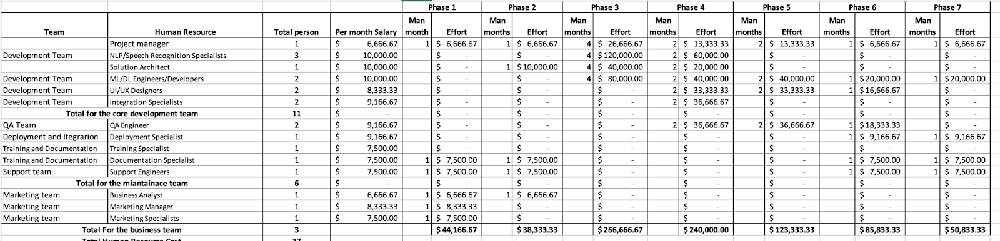 Phase 1 Phase 2 Phase 3 Phase 4 Phase 5 Phase 6 Phase 7
Man Man Man Man Man Man Man
Team Human Resource Total person Per month Salary month Effort months Effort months Effort months Effort months Effort months Effort months Effort
Project manager 1 $ 6,666.67 1 $ 6,666.67 1 $ 6,666.67 4 $ 26,666.67 2 $ 13,333.33 2 $ 13,333.33 1 $ 6,666.67 1 $ 6,666.67
Development Team NLP/Speech Recognition Specialists 3 $ 10,000.00 $ - $ - 4 $ 120,000.00 2 $ 60,000.00 $ - $ - $ -
Solution Architect 1 $ 10,000.00 $ - 1 $ 10,000.00 4 $ 40,000.00 2 $ 20,000.00 $ - $ - $ -
Development Team ML/DL Engineers/Developers 2 $ 10,000.00 $ - $ - 4 $ 80,000.00 2 $ 40,000.00 2 $ 40,000.00 1 $ 20,000.00 1 $ 20,000.00
Development Team UI/UX Designers 2 $ 8,333.33 $ - $ - $ - 2 $ 33,333.33 2 $ 33,333.33 1 $ 16,666.67 $ -
Development Team Integration Specialists 2 $ 9,166.67 $ - $ - $ - 2 $ 36,666.67 $ - $ - $ -
Total for the core development team 11 $ - $ - $ - $ - $ - $ - $ - $ -
QA Team QA Engineer 2 $ 9,166.67 $ - $ - $ - 2 $ 36,666.67 2 $ 36,666.67 1 $ 18,333.33 $ -
Deployment and Itegrarion Deployment Specialist 1 $ 9,166.67 $ - $ - $ - $ - $ - 1 $ 9,166.67 1 $ 9,166.67
Training and Documentation Training Specialist 1 $ 7,500.00 $ - $ - $ - $ - $ - $ - $ -
Training and Documentation Documentation Specialist 1 $ 7,500.00 1 $ 7,500.00 1 $ 7,500.00 $ - $ - $ - 1 $ 7,500.00 1 $ 7,500.00
Support team Support Engineers 1 $ 7,500.00 1 $ 7,500.00 1 $ 7,500.00 $ - $ - $ - 1 $ 7,500.00 1 $ 7,500.00
Total for the miantainace team 6 $ - $ - $ - $ - $ - $ - $ - $ -
Marketing team Business Analyst 1 $ 6,666.67 1 $ 6,666.67 1 $ 6,666.67 $ - $ - $ - $ - $ -
Marketing team Marketing Manager 1 $ 8,333.33 1 $ 8,333.33 $ - $ - $ - $ - $ - $ -
Marketing team Marketing Specialists 1 $ 7,500.00 1 $ 7,500.00 $ - $ - $ - $ - $ - $ -
Total For the business team 3 $ 44,166.67 $ 38,333.33 $ 266,666.67 $ 240,000.00 $ 123,333.33 $ 85,833.33 $ 50,833.33
Total Human Resource Cost